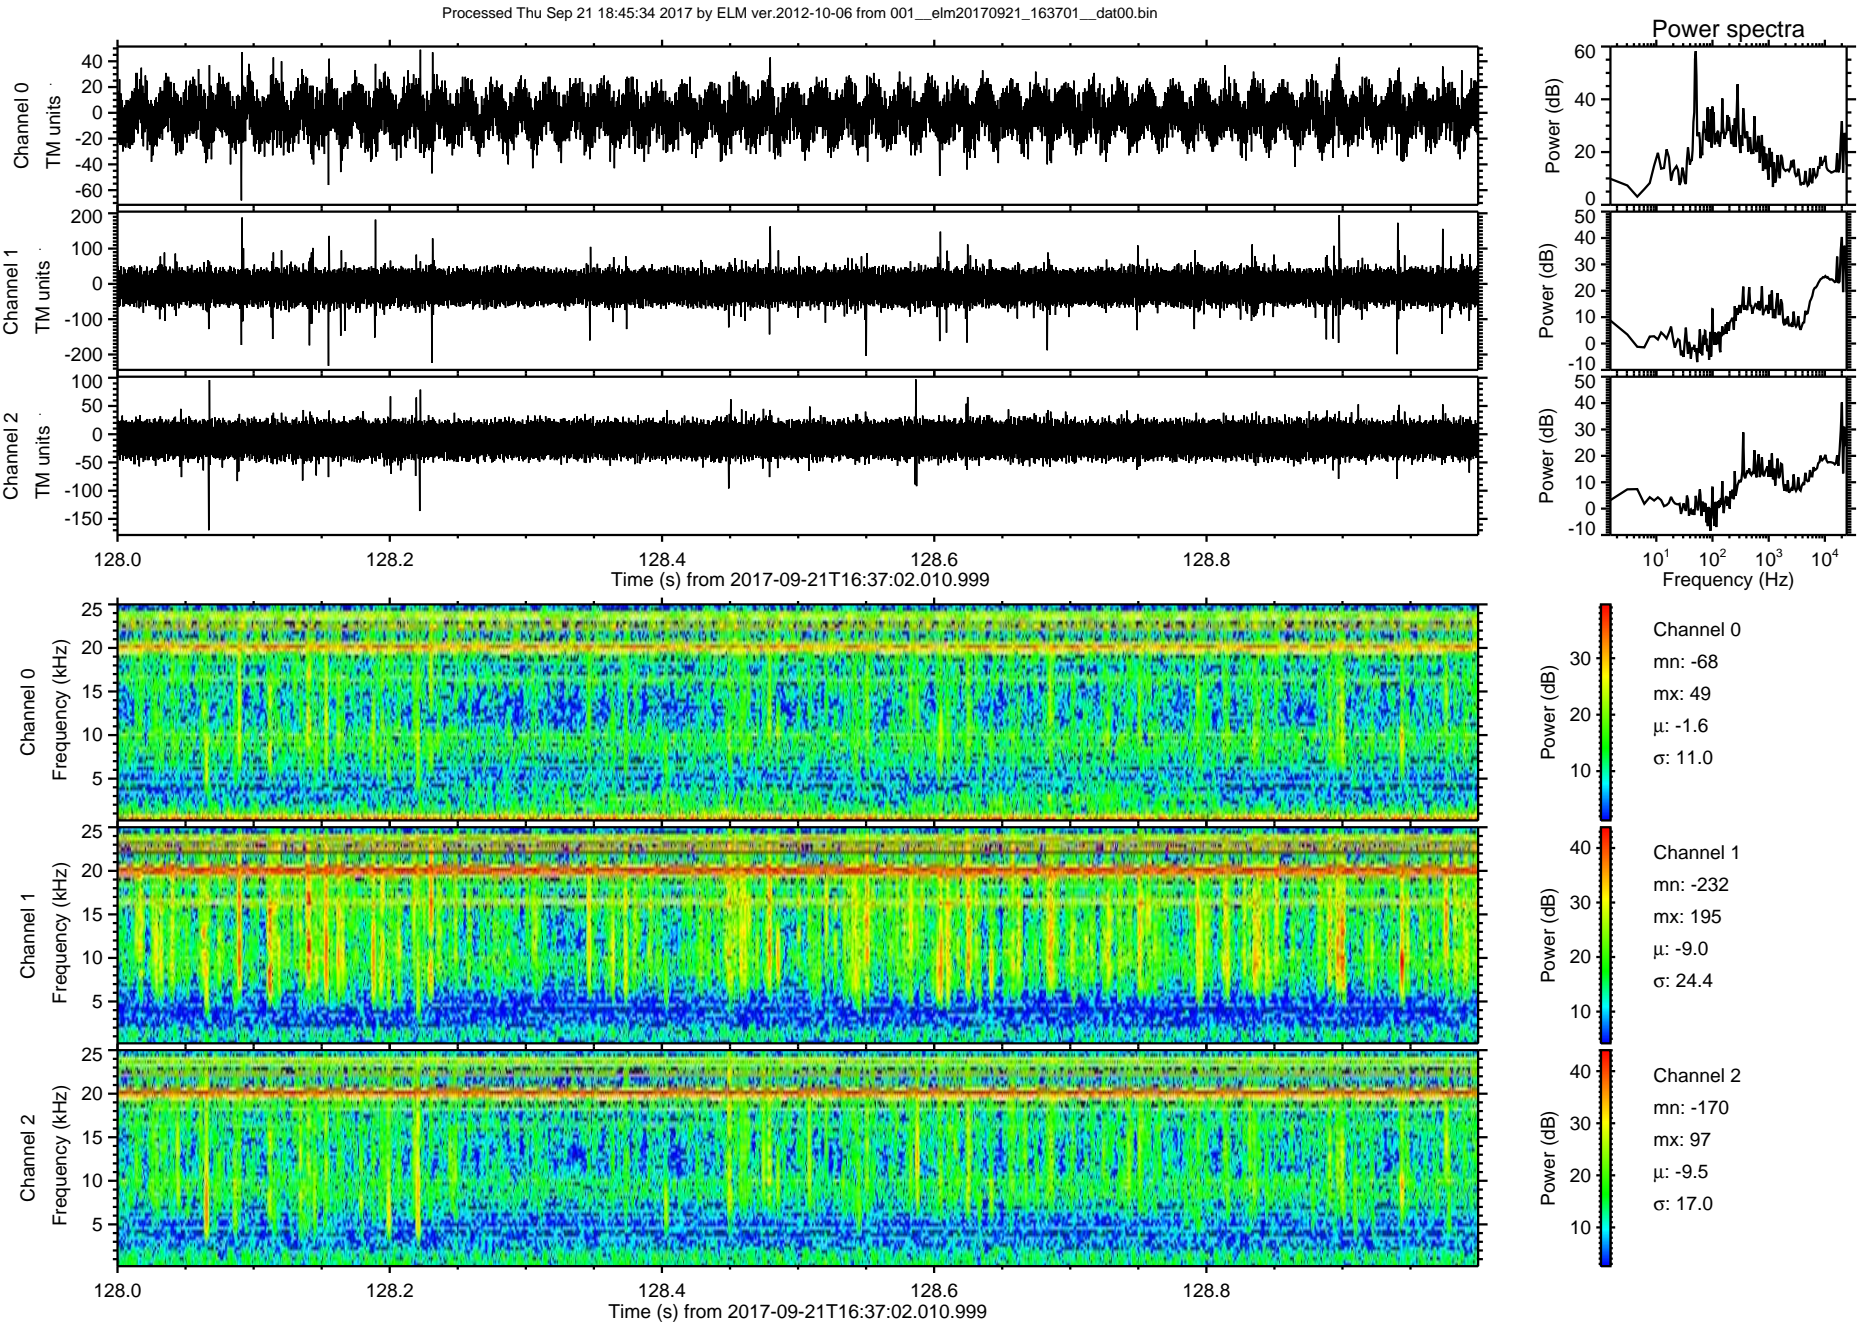 Processed Thu Sep 21 18:45:34 2017 by ELM ver.2012-10-06 from 001__elm20170921_163701__dat00.bin
Power spectra
Channel 0
TM units
40
20
0
-20
-40
-60
Power (dB)
60
40
20
0
Channel 1
TM units
200
100
0
-100
-200
Power (dB)
50
40
30
20
10
0
-10
Channel 2
TM units
100
50
0
-50
-100
-150
Power (dB)
50
40
30
20
10
0
-10
128.0 128.2 128.4 128.6 128.8
Time (s) from 2017-09-21T16:37:02.010.999
10^1 10^2 10^3 10^4
Frequency (Hz)
Channel 0
Frequency (kHz)
25
20
15
10
5
Power (dB)
30
20
10
Channel 0
mn: -68
mx: 49
μ: -1.6
σ: 11.0
Channel 1
Frequency (kHz)
25
20
15
10
5
Power (dB)
40
30
20
10
Channel 1
mn: -232
mx: 195
μ: -9.0
σ: 24.4
Channel 2
Frequency (kHz)
25
20
15
10
5
Power (dB)
40
30
20
10
Channel 2
mn: -170
mx: 97
μ: -9.5
σ: 17.0
128.0 128.2 128.4 128.6 128.8
Time (s) from 2017-09-21T16:37:02.010.999